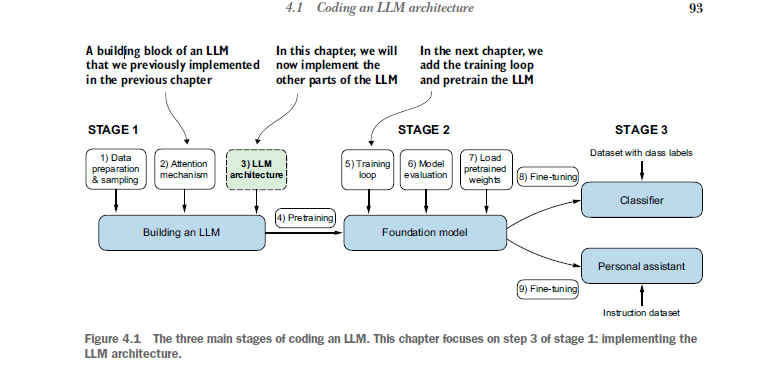 4.1 Coding an LLM architecture
93
A building block of an LLM
that we previously implemented
in the previous chapter
In this chapter, we will
now implement the
other parts of the LLM
In the next chapter, we
add the training loop
and pretrain the LLM
STAGE 1
STAGE 2
STAGE 3
1) Data
preparation
& sampling
2) Attention
mechanism
3) LLM
architecture
5) Training
loop
6) Model
evaluation
7) Load
pretrained
weights
Dataset with class labels
8) Fine-tuning
Classifier
4) Pretraining
Building an LLM
Foundation model
Personal assistant
9) Fine-tuning
Instruction dataset
Figure 4.1 The three main stages of coding an LLM. This chapter focuses on step 3 of stage 1: implementing the
LLM architecture.